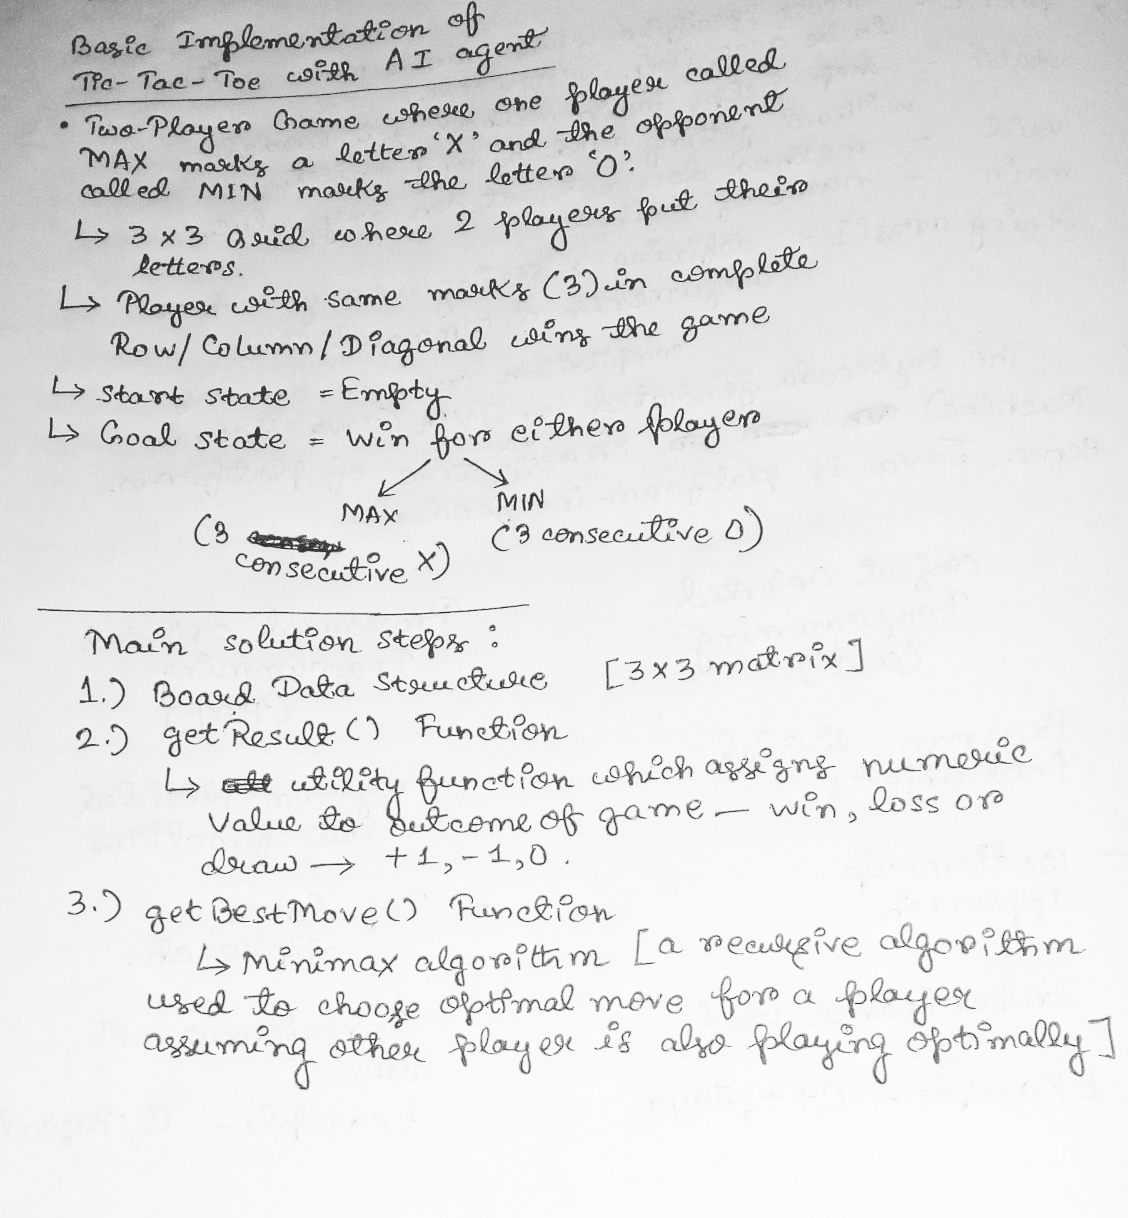 Basic Implementation of
Tic-Tac-Toe with AI agent
• Two-Player Game where one player called
MAX marks a letter 'X' and the opponent
called MIN marks the letter 'O'.
↳ 3 x 3 Grid where 2 players put their
letters.
↳ Player with same marks (3) in complete
Row/Column/Diagonal wins the game
↳ Start state = Empty.
↳ Goal state = win for either player
MAX MIN
(3 consecutive X) (3 consecutive O)
Main solution steps :
1.) Board Data Structure [3x3 matrix]
2.) getResult() Function
↳ utility function which assigns numeric
value to outcome of game – win, loss or
draw → +1, -1, 0.
3.) getBestMove() Function
↳ Minimax algorithm [a recursive algorithm
used to choose optimal move for a player
assuming other player is also playing optimally]